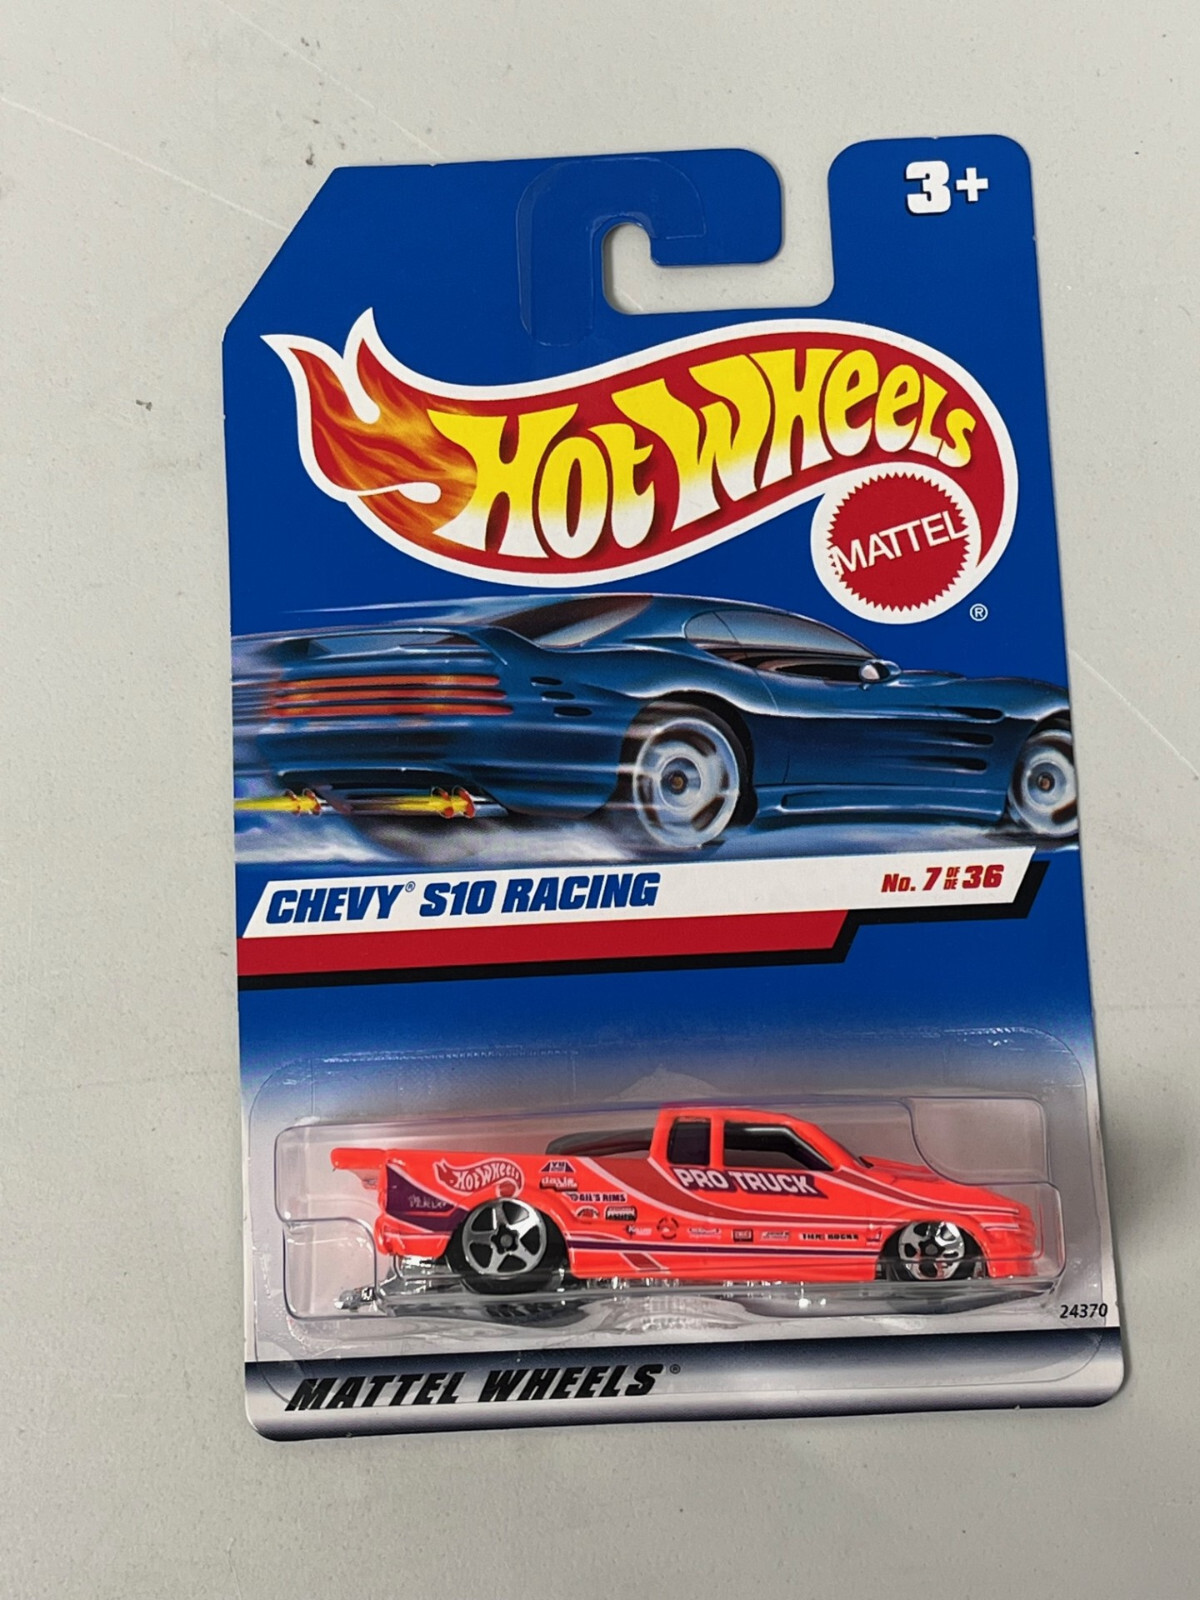 3+
HOT WHEELS
MATTEL
®
CHEVY® S10 RACING
No. 7 OF DE 36
HOT WHEELS
PRO TRUCK
24370
MATTEL WHEELS®